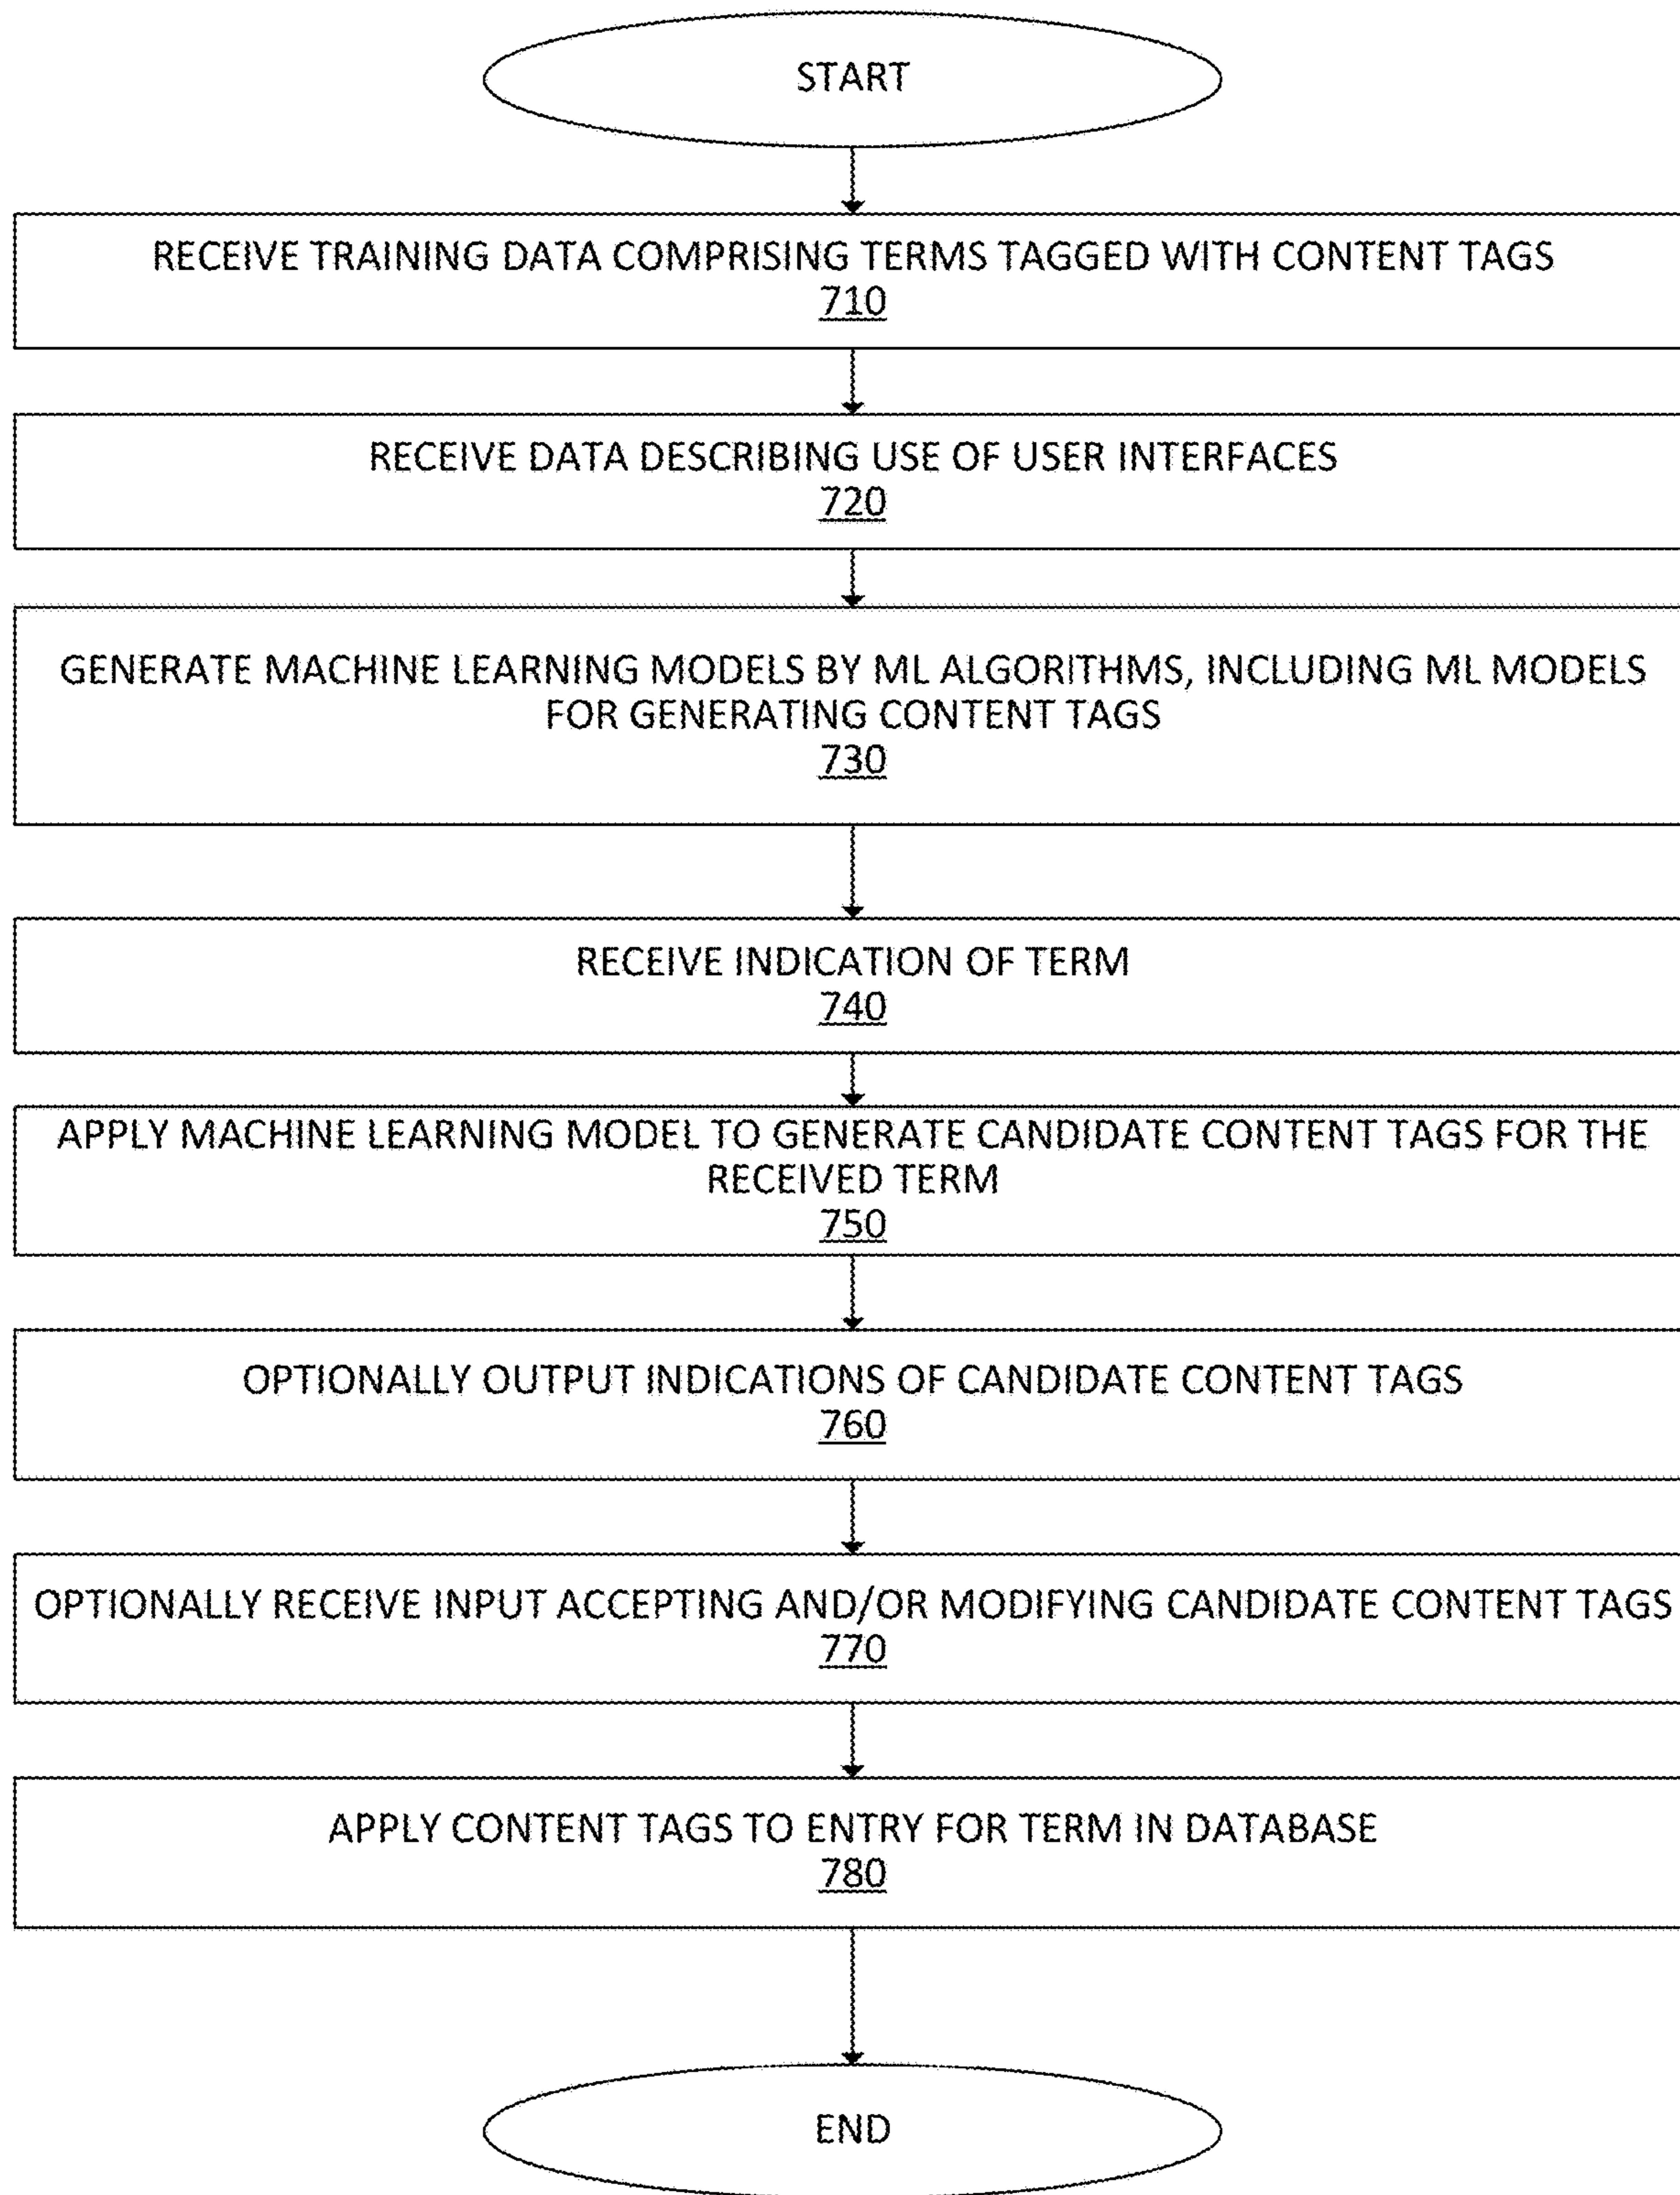 START
RECEIVE TRAINING DATA COMPRISING TERMS TAGGED WITH CONTENT TAGS
710
RECEIVE DATA DESCRIBING USE OF USER INTERFACES
720
GENERATE MACHINE LEARNING MODELS BY ML ALGORITHMS, INCLUDING ML MODELS
FOR GENERATING CONTENT TAGS
730
RECEIVE INDICATION OF TERM
740
APPLY MACHINE LEARNING MODEL TO GENERATE CANDIDATE CONTENT TAGS FOR THE
RECEIVED TERM
750
OPTIONALLY OUTPUT INDICATIONS OF CANDIDATE CONTENT TAGS
760
OPTIONALLY RECEIVE INPUT ACCEPTING AND/OR MODIFYING CANDIDATE CONTENT TAGS
770
APPLY CONTENT TAGS TO ENTRY FOR TERM IN DATABASE
780
END